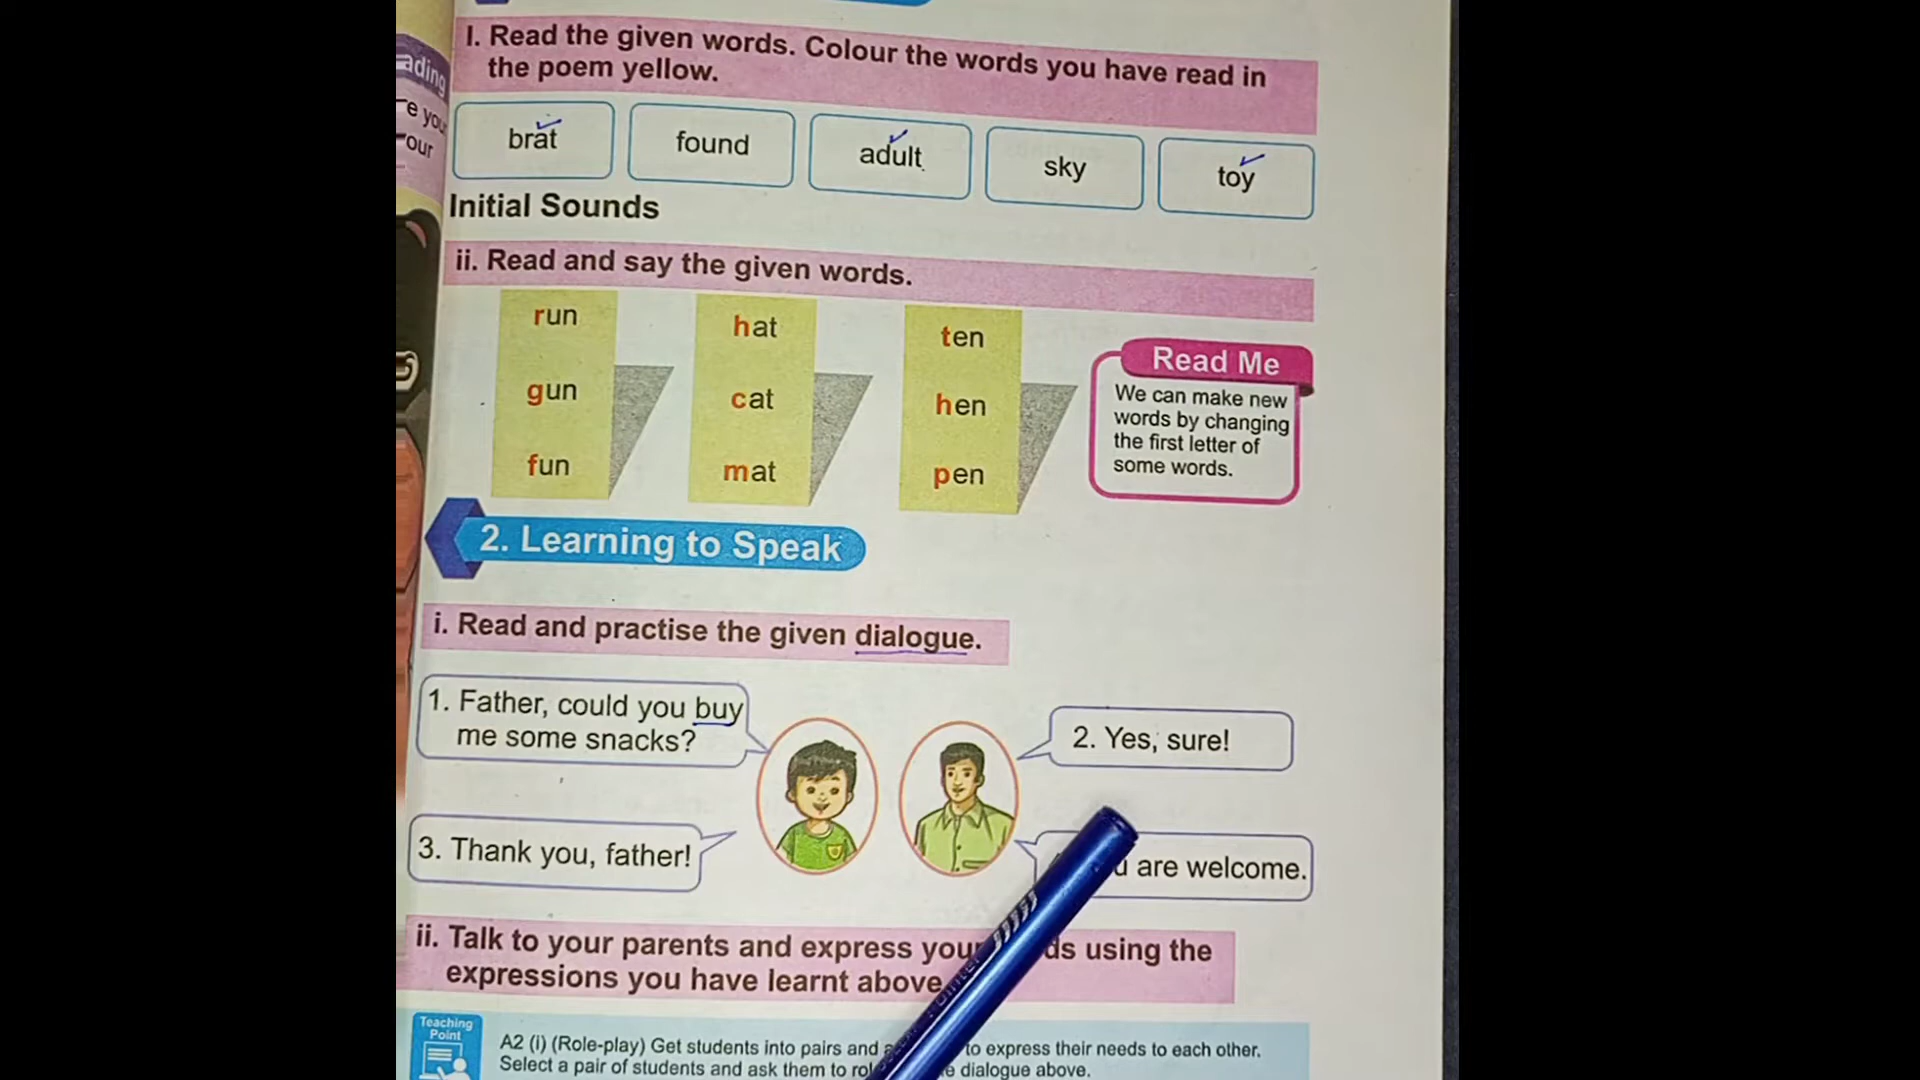 ading
e you
our
I. Read the given words. Colour the words you have read in
the poem yellow.
brat
found
adult
sky
toy
Initial Sounds
ii. Read and say the given words.
run
gun
fun
hat
cat
mat
ten
hen
pen
Read Me
We can make new
words by changing
the first letter of
some words.
2. Learning to Speak
i. Read and practise the given dialogue.
1. Father, could you buy
me some snacks?
2. Yes, sure!
3. Thank you, father!
are welcome.
ii. Talk to your parents and express using the
expressions you have learnt above
Teaching
Point
A2 (i) (Role-play) Get students into pairs and to express their needs to each other.
Select a pair of students and ask them to dialogue above.